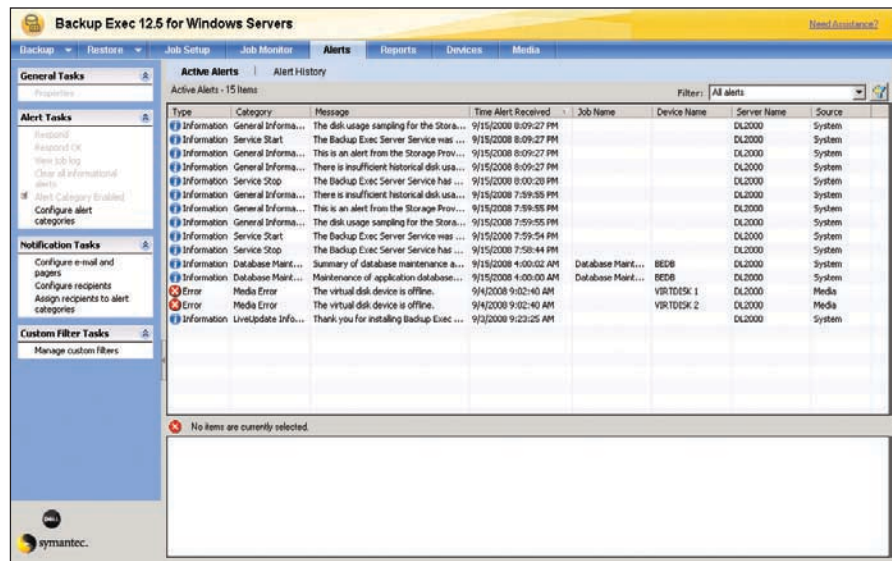 Backup Exec 12.5 for Windows Servers
Need Assistance?
Backup Restore Job Setup Job Monitor Alerts Reports Devices Media
General Tasks
Properties
Alert Tasks
Respond
Respond OK
View job log
Clear all informational
alerts
Alert Category Enabled
Configure alert
categories
Notification Tasks
Configure e-mail and
pagers
Configure recipients
Assign recipients to alert
categories
Custom Filter Tasks
Manage custom filters
DELL
symantec.
Active Alerts | Alert History
Active Alerts - 15 Items
Filter: All alerts
Type Category Message Time Alert Received Job Name Device Name Server Name Source
Information General Informa... The disk usage sampling for the Stora... 9/15/2008 8:09:27 PM DL2000 System
Information Service Start The Backup Exec Server Service was ... 9/15/2008 8:09:27 PM DL2000 System
Information General Informa... This is an alert from the Storage Prov... 9/15/2008 8:09:27 PM DL2000 System
Information General Informa... There is insufficient historical disk usa... 9/15/2008 8:09:27 PM DL2000 System
Information Service Stop The Backup Exec Server Service has ... 9/15/2008 8:00:28 PM DL2000 System
Information General Informa... There is insufficient historical disk usa... 9/15/2008 7:59:55 PM DL2000 System
Information General Informa... This is an alert from the Storage Prov... 9/15/2008 7:59:55 PM DL2000 System
Information General Informa... The disk usage sampling for the Stora... 9/15/2008 7:59:55 PM DL2000 System
Information Service Start The Backup Exec Server Service was ... 9/15/2008 7:59:54 PM DL2000 System
Information Service Stop The Backup Exec Server Service has ... 9/15/2008 7:58:44 PM DL2000 System
Information Database Maint... Summary of database maintenance a... 9/15/2008 4:00:02 AM Database Maint... BEDB DL2000 System
Information Database Maint... Maintenance of application database... 9/15/2008 4:00:00 AM Database Maint... BEDB DL2000 System
Error Media Error The virtual disk device is offline. 9/4/2008 9:02:40 AM VIRTDISK 1 DL2000 Media
Error Media Error The virtual disk device is offline. 9/4/2008 9:02:40 AM VIRTDISK 2 DL2000 Media
Information LiveUpdate Info... Thank you for installing Backup Exec ... 9/3/2008 9:23:25 AM DL2000 System
No items are currently selected.